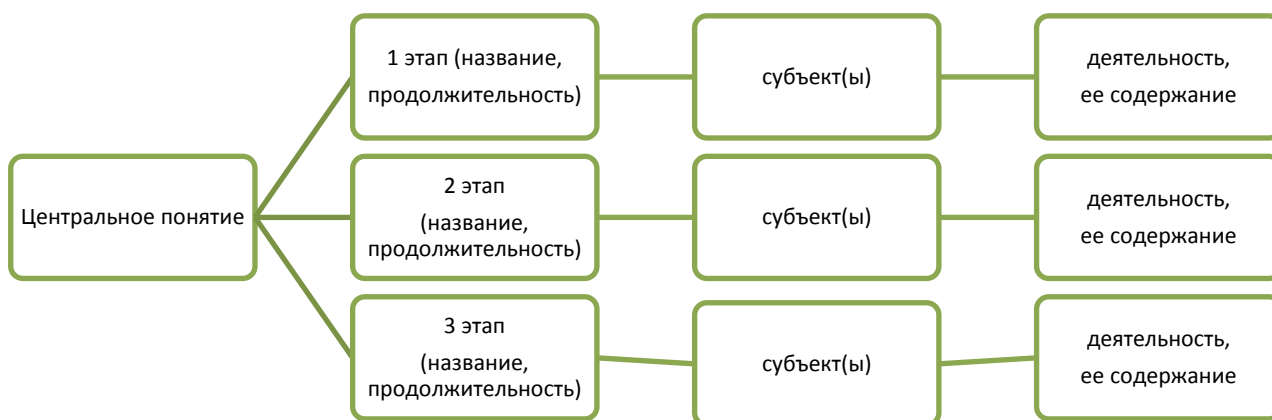 1 этап (название,
продолжительность)
субъект(ы)
деятельность,
ее содержание
Центральное понятие
2 этап
(название,
продолжительность)
субъект(ы)
деятельность,
ее содержание
3 этап
(название,
продолжительность)
субъект(ы)
деятельность,
ее содержание